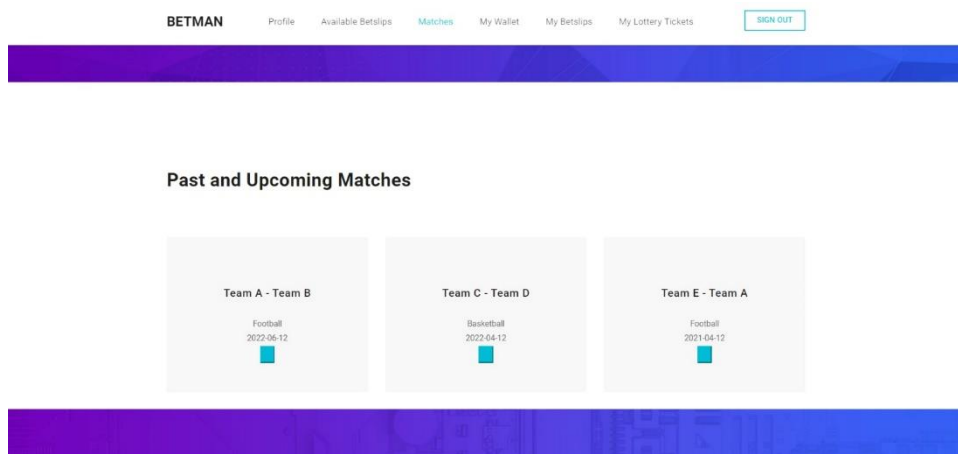 BETMAN Profile Available Betslips Matches My Wallet My Betslips My Lottery Tickets SIGN OUT
Past and Upcoming Matches
Team A - Team B
Football
2022-06-12
Team C - Team D
Basketball
2022-04-12
Team E - Team A
Football
2021-04-12